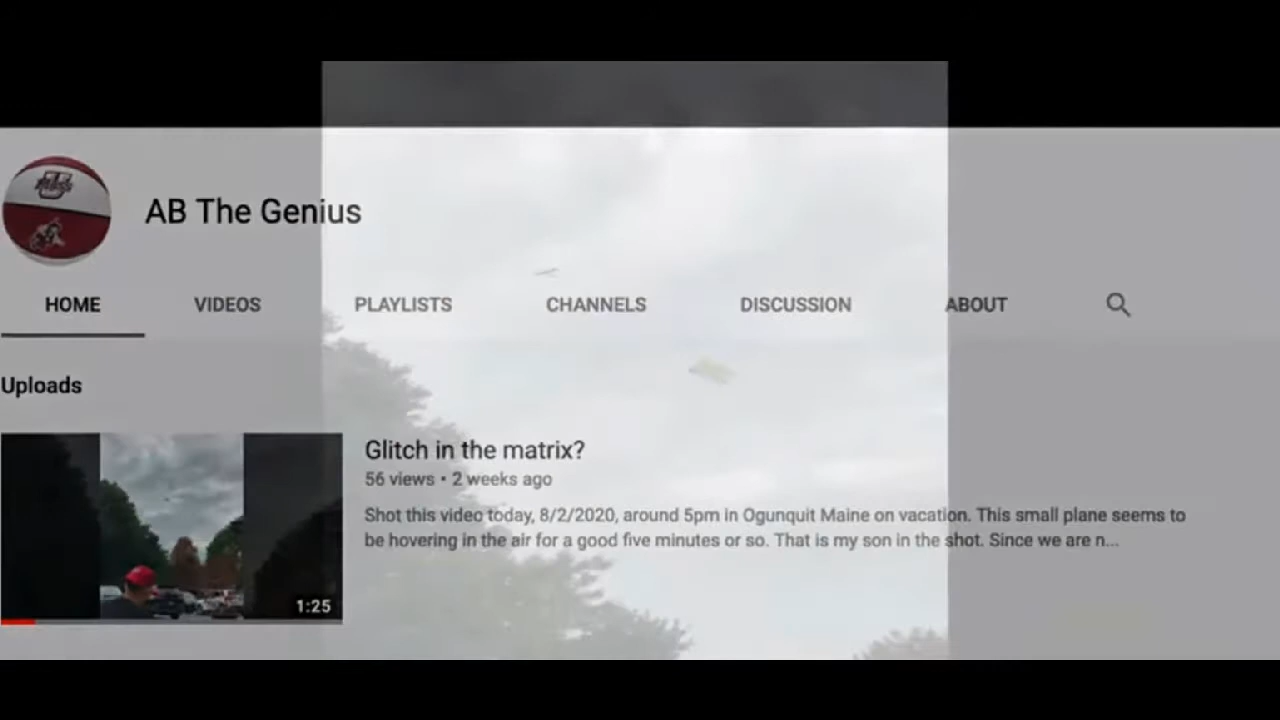 AB The Genius
HOME VIDEOS PLAYLISTS CHANNELS DISCUSSION ABOUT
Uploads
Glitch in the matrix?
56 views • 2 weeks ago
Shot this video today, 8/2/2020, around 5pm in Ogunquit Maine on vacation. This small plane seems to
be hovering in the air for a good five minutes or so. That is my son in the shot. Since we are n...
1:25